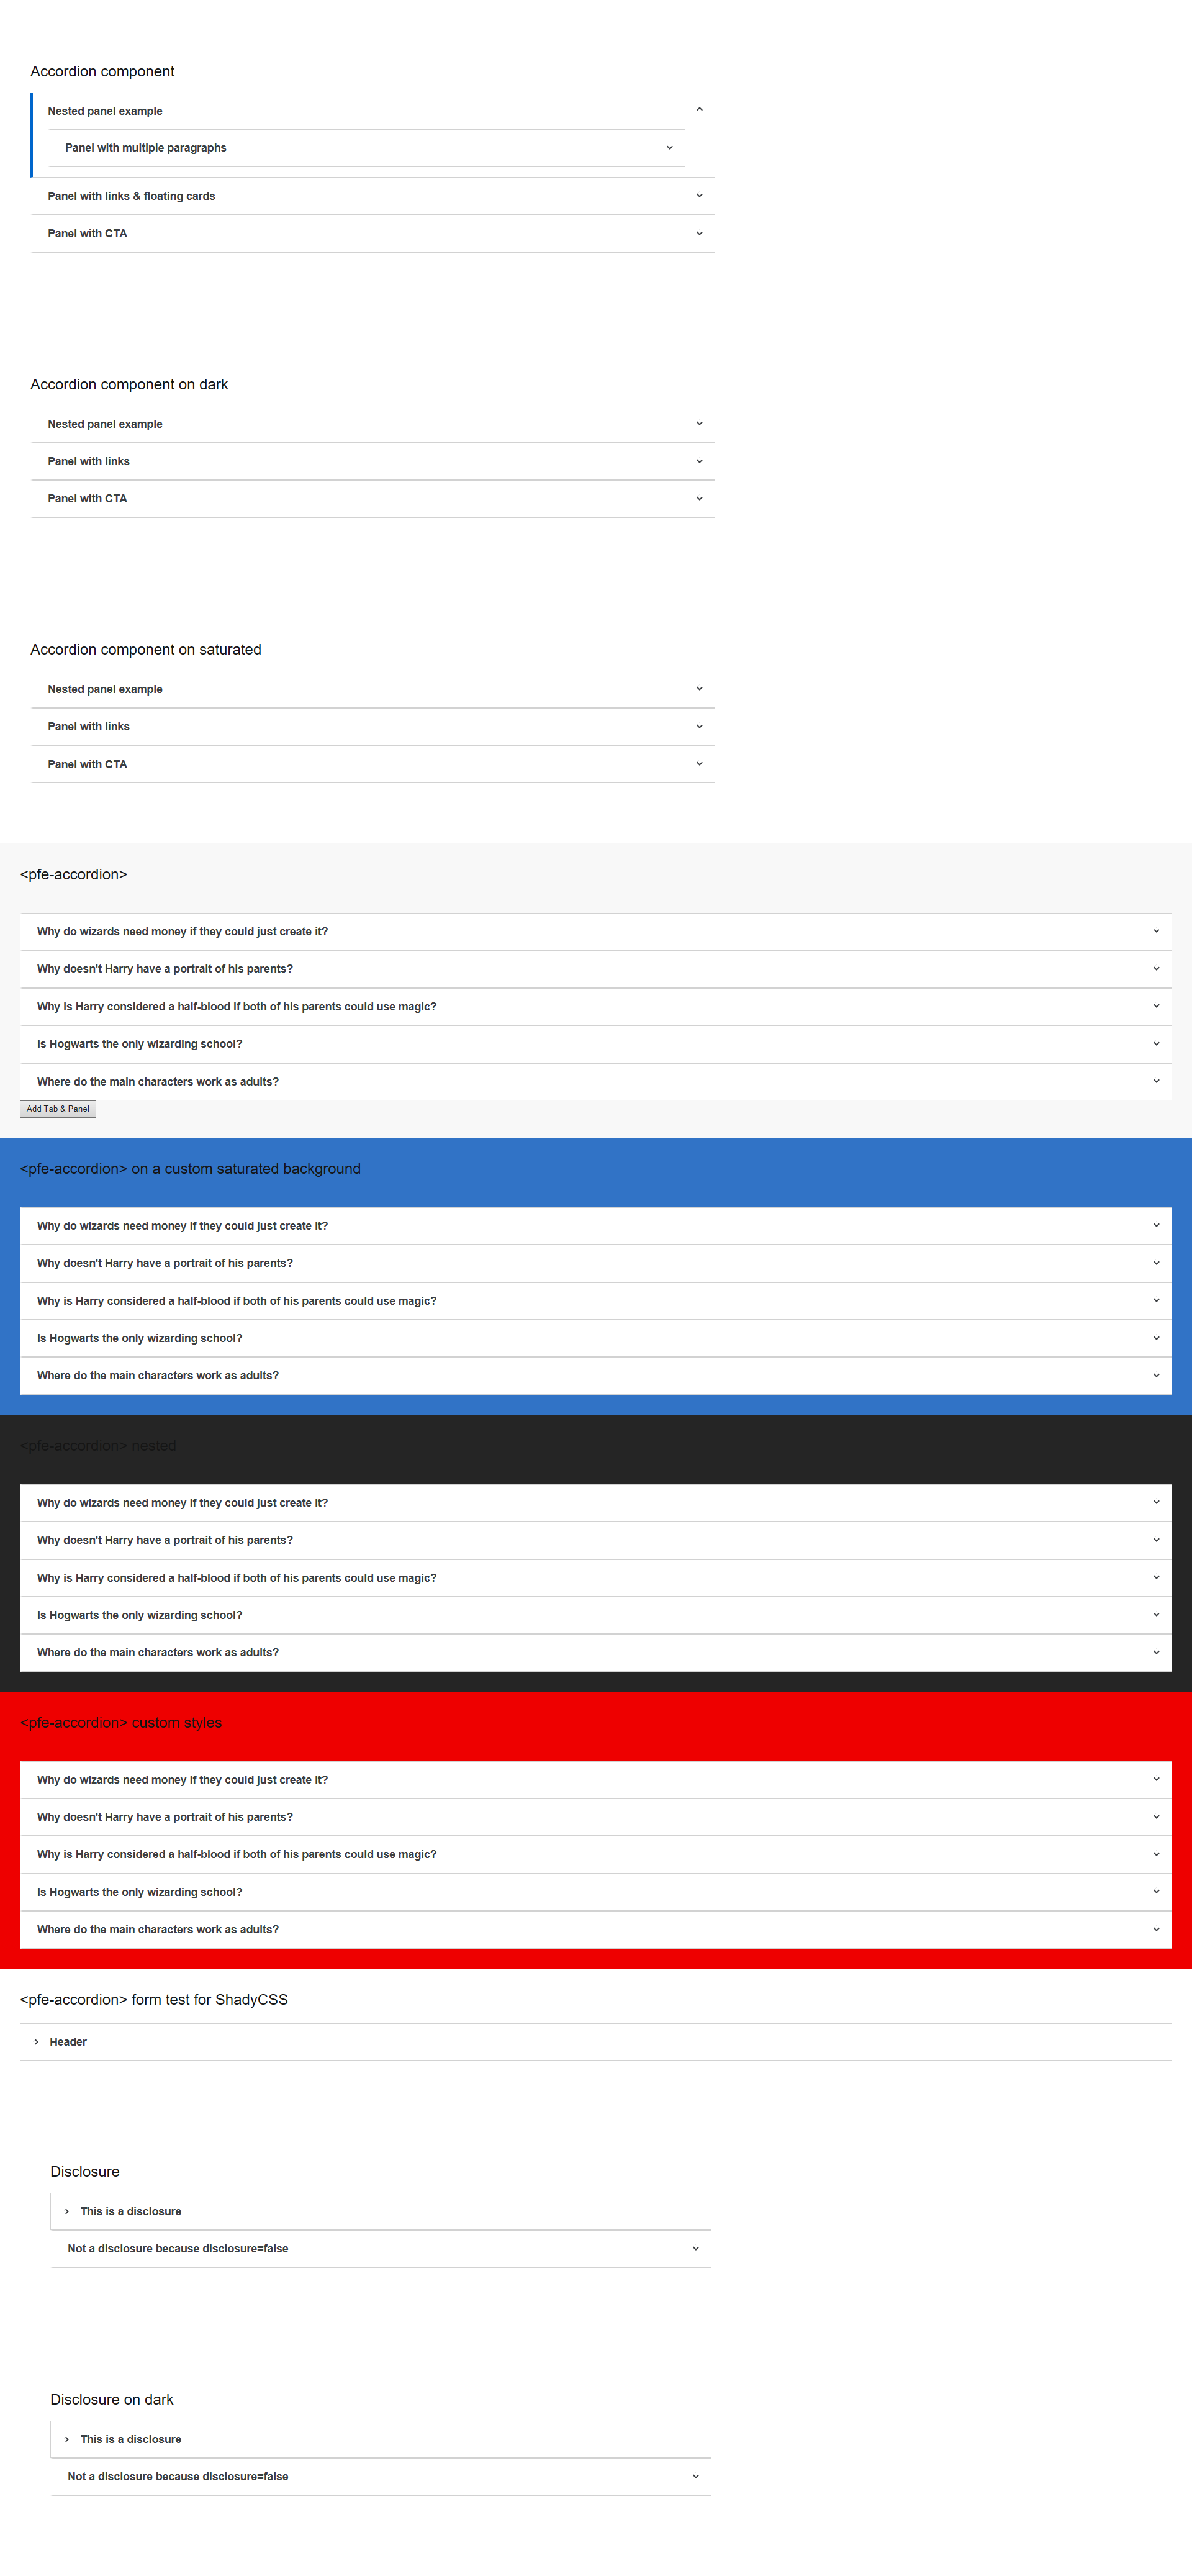 Accordion component
Nested panel example
Panel with multiple paragraphs
Panel with links & floating cards
Panel with CTA
Accordion component on dark
Nested panel example
Panel with links
Panel with CTA
Accordion component on saturated
Nested panel example
Panel with links
Panel with CTA
<pfe-accordion>
Why do wizards need money if they could just create it?
Why doesn't Harry have a portrait of his parents?
Why is Harry considered a half-blood if both of his parents could use magic?
Is Hogwarts the only wizarding school?
Where do the main characters work as adults?
Add Tab & Panel
<pfe-accordion> on a custom saturated background
Why do wizards need money if they could just create it?
Why doesn't Harry have a portrait of his parents?
Why is Harry considered a half-blood if both of his parents could use magic?
Is Hogwarts the only wizarding school?
Where do the main characters work as adults?
<pfe-accordion> nested
Why do wizards need money if they could just create it?
Why doesn't Harry have a portrait of his parents?
Why is Harry considered a half-blood if both of his parents could use magic?
Is Hogwarts the only wizarding school?
Where do the main characters work as adults?
<pfe-accordion> custom styles
Why do wizards need money if they could just create it?
Why doesn't Harry have a portrait of his parents?
Why is Harry considered a half-blood if both of his parents could use magic?
Is Hogwarts the only wizarding school?
Where do the main characters work as adults?
<pfe-accordion> form test for ShadyCSS
Header
Disclosure
This is a disclosure
Not a disclosure because disclosure=false
Disclosure on dark
This is a disclosure
Not a disclosure because disclosure=false